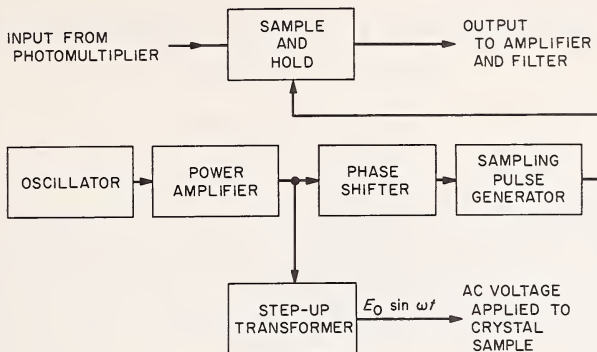 INPUT FROM
PHOTOMULTIPLIER
SAMPLE
AND
HOLD
OUTPUT
TO AMPLIFIER
AND FILTER
OSCILLATOR
POWER
AMPLIFIER
PHASE
SHIFTER
SAMPLING
PULSE
GENERATOR
STEP-UP
TRANSFORMER
E₀ sin ωt
AC VOLTAGE
APPLIED TO
CRYSTAL
SAMPLE